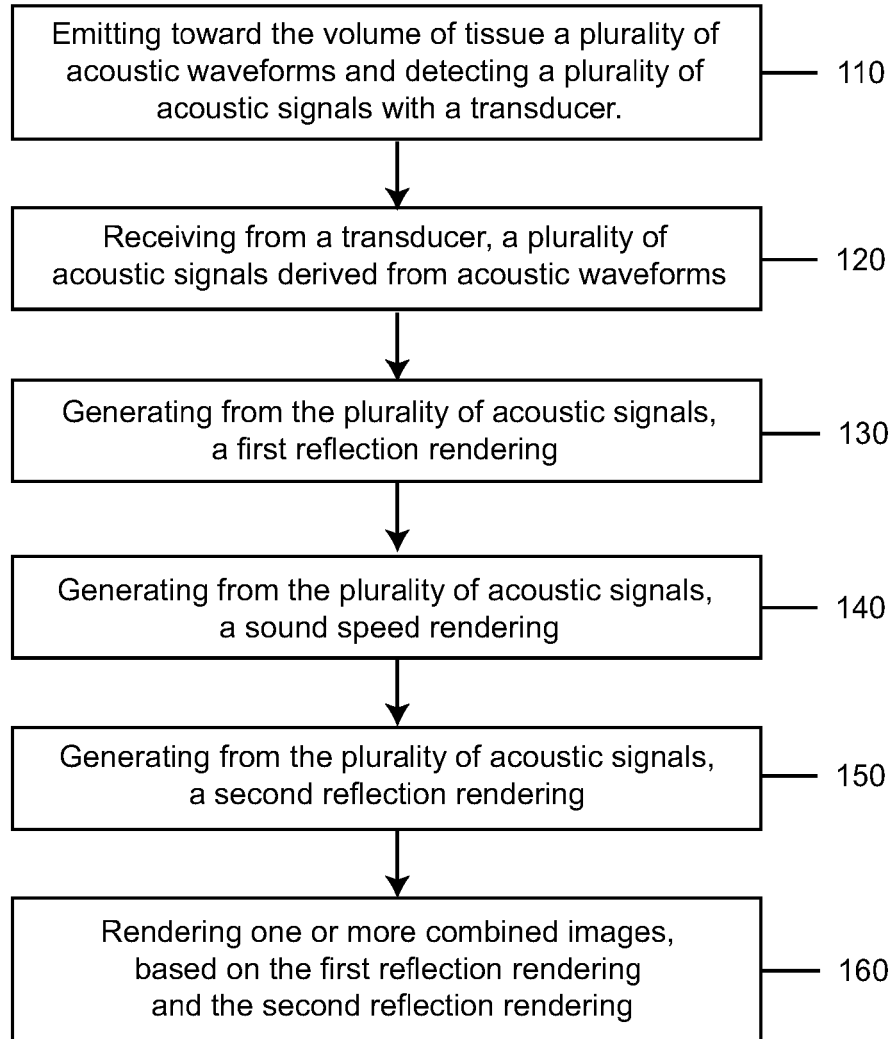 Emitting toward the volume of tissue a plurality of
acoustic waveforms and detecting a plurality of
acoustic signals with a transducer.
110
Receiving from a transducer, a plurality of
acoustic signals derived from acoustic waveforms
120
Generating from the plurality of acoustic signals,
a first reflection rendering
130
Generating from the plurality of acoustic signals,
a sound speed rendering
140
Generating from the plurality of acoustic signals,
a second reflection rendering
150
Rendering one or more combined images,
based on the first reflection rendering
and the second reflection rendering
160